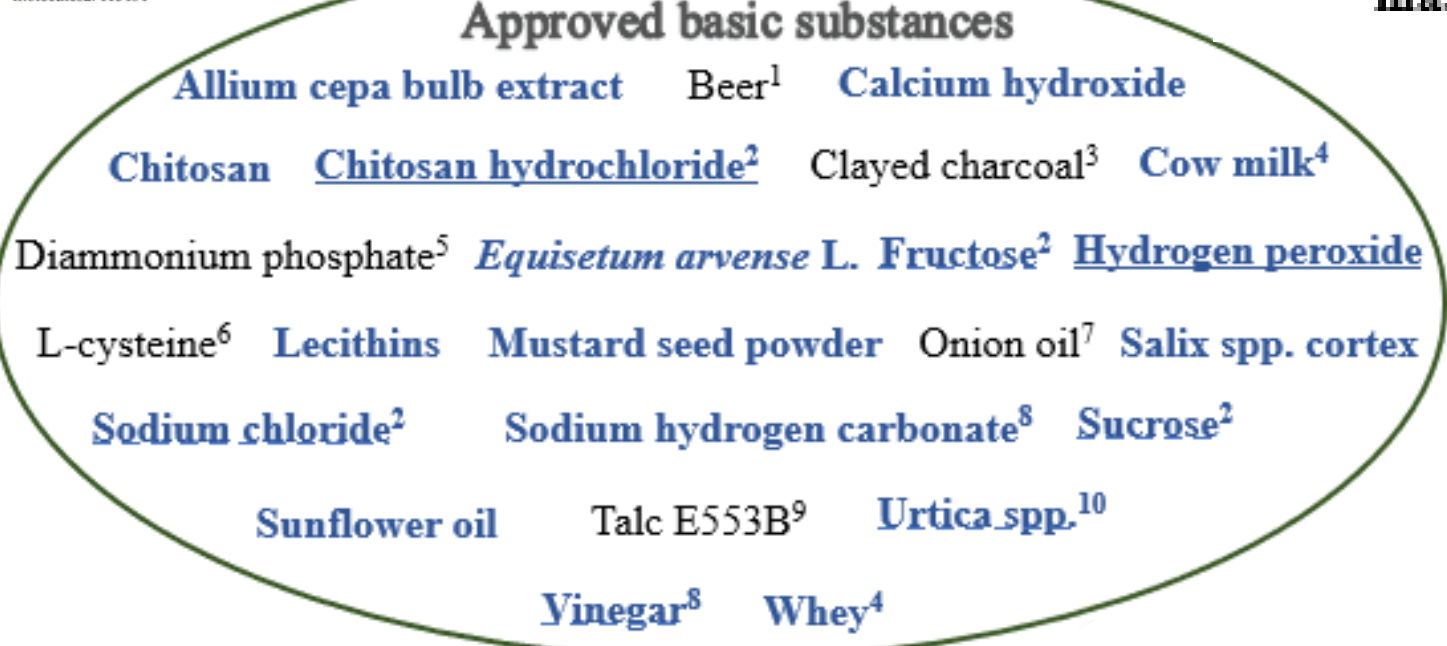 Approved basic substances
Allium cepa bulb extract Beer¹ Calcium hydroxide
Chitosan Chitosan hydrochloride² Clayed charcoal³ Cow milk⁴
Diammonium phosphate⁵ Equisetum arvense L. Fructose² Hydrogen peroxide
L-cysteine⁶ Lecithins Mustard seed powder Onion oil⁷ Salix spp. cortex
Sodium chloride² Sodium hydrogen carbonate⁸ Sucrose²
Sunflower oil Talc E553B⁹ Urtica spp.¹⁰
Vinegar⁸ Whey⁴